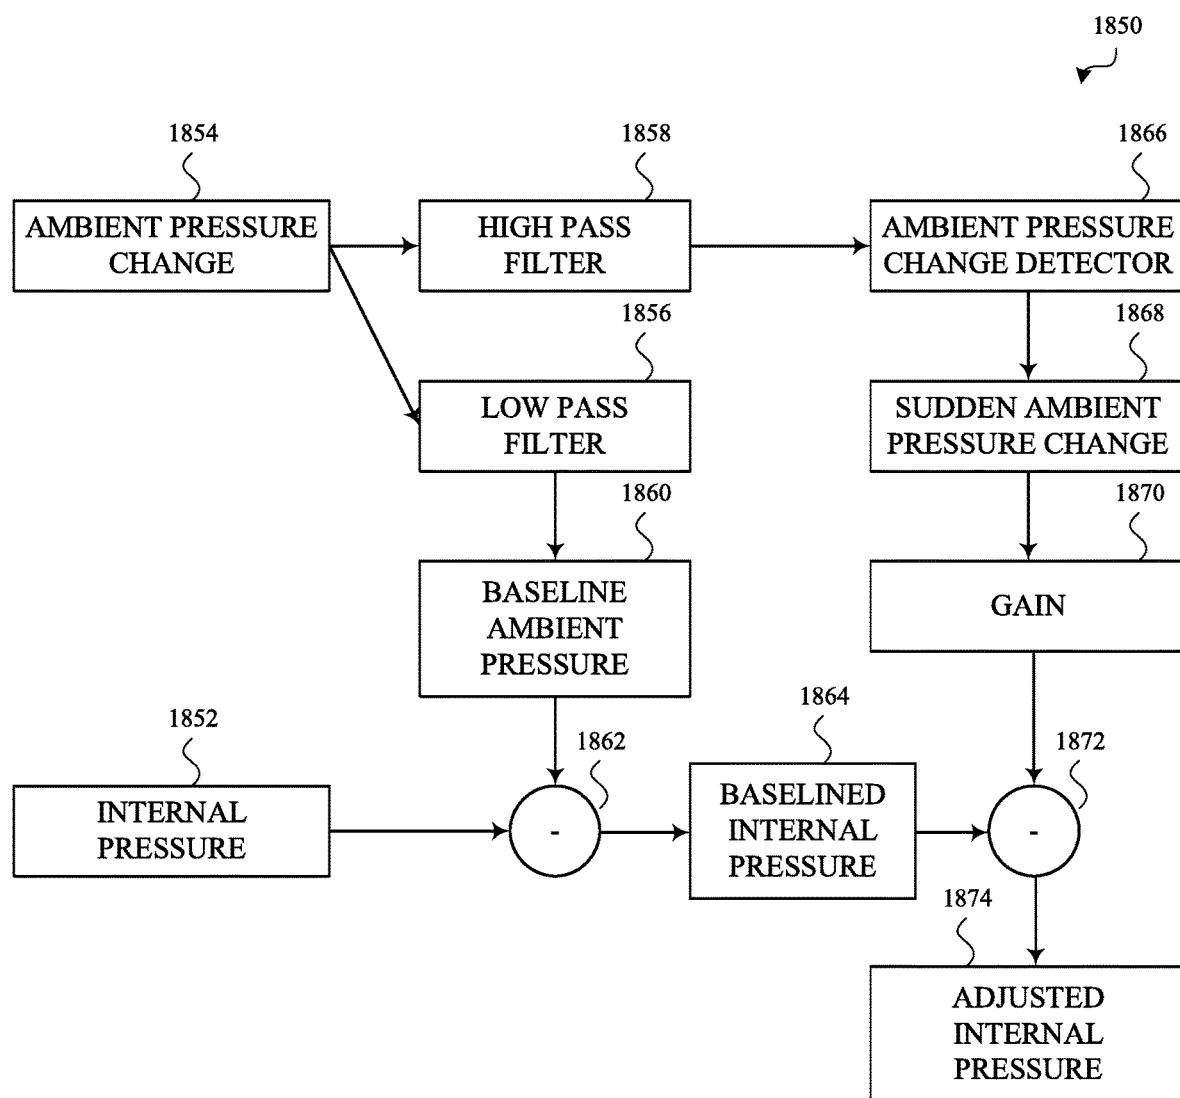 1850
1854
1858
1866
AMBIENT PRESSURE
CHANGE
HIGH PASS
FILTER
AMBIENT PRESSURE
CHANGE DETECTOR
1856
1868
LOW PASS
FILTER
SUDDEN AMBIENT
PRESSURE CHANGE
1860
1870
BASELINE
AMBIENT
PRESSURE
GAIN
1852
1862
1864
1872
INTERNAL
PRESSURE
-
BASELINED
INTERNAL
PRESSURE
-
1874
ADJUSTED
INTERNAL
PRESSURE